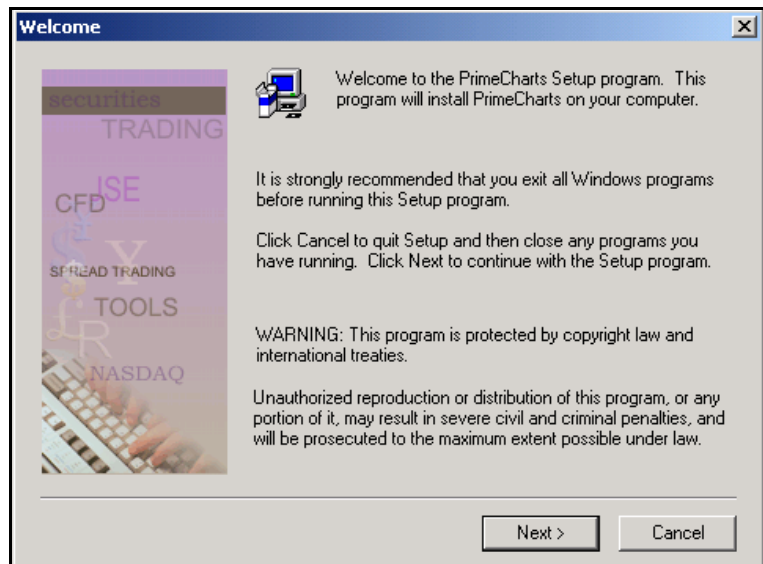 Welcome
securities
TRADING
JSE
CFD
$
¥
SPREAD TRADING
TOOLS
£
R
NASDAQ
Welcome to the PrimeCharts Setup program. This
program will install PrimeCharts on your computer.
It is strongly recommended that you exit all Windows programs
before running this Setup program.
Click Cancel to quit Setup and then close any programs you
have running. Click Next to continue with the Setup program.
WARNING: This program is protected by copyright law and
international treaties.
Unauthorized reproduction or distribution of this program, or any
portion of it, may result in severe civil and criminal penalties, and
will be prosecuted to the maximum extent possible under law.
Next >
Cancel